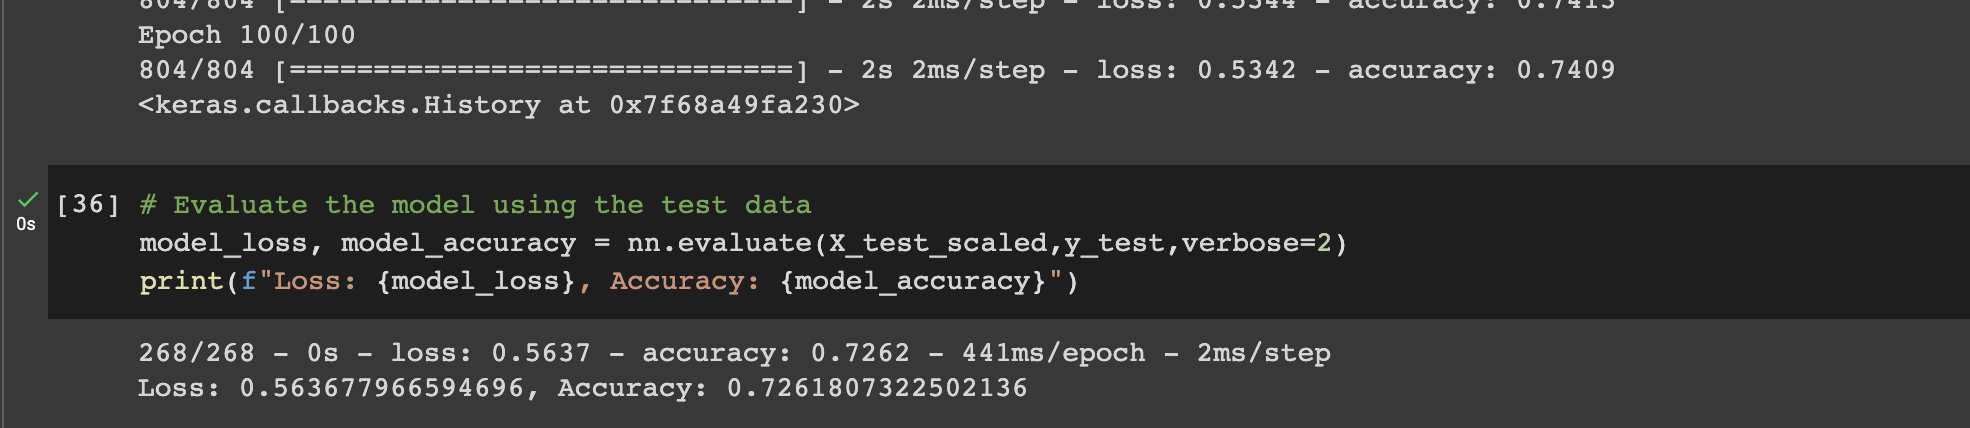 804/804 [==============================] - 2s 2ms/step - loss: 0.5344 - accuracy: 0.7413
Epoch 100/100
804/804 [==============================] - 2s 2ms/step - loss: 0.5342 - accuracy: 0.7409
<keras.callbacks.History at 0x7f68a49fa230>
[36] # Evaluate the model using the test data
0s
model_loss, model_accuracy = nn.evaluate(X_test_scaled,y_test,verbose=2)
print(f"Loss: {model_loss}, Accuracy: {model_accuracy}")
268/268 - 0s - loss: 0.5637 - accuracy: 0.7262 - 441ms/epoch - 2ms/step
Loss: 0.563677966594696, Accuracy: 0.7261807322502136